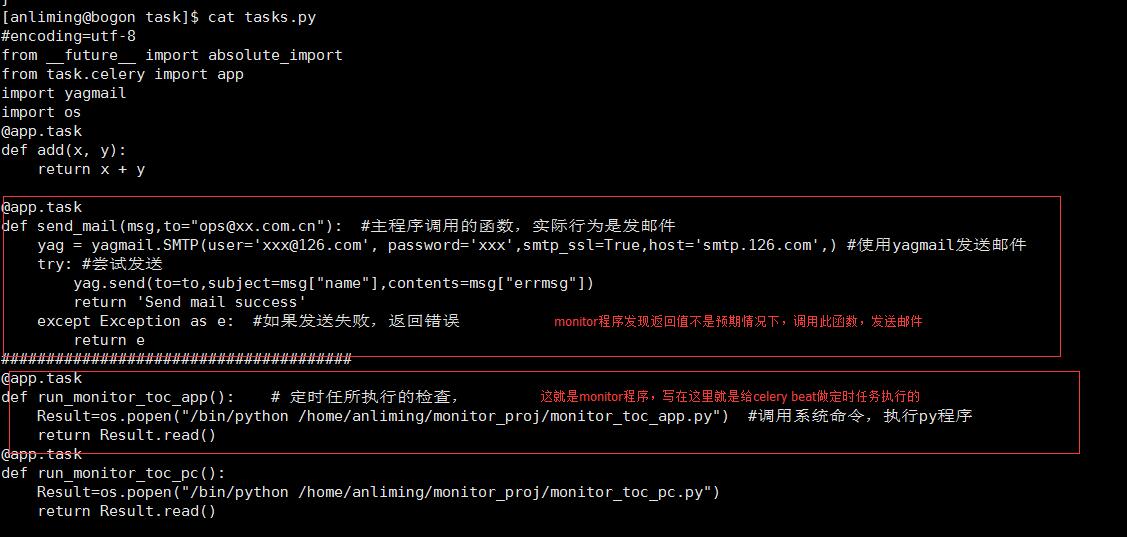 [anliming@bogon task]$ cat tasks.py
#encoding=utf-8
from __future__ import absolute_import
from task.celery import app
import yagmail
import os
@app.task
def add(x, y):
    return x + y
@app.task
def send_mail(msg,to="ops@xx.com.cn"):  #主程序调用的函数，实际行为是发邮件
    yag = yagmail.SMTP(user='xxx@126.com', password='xxx',smtp_ssl=True,host='smtp.126.com',) #使用yagmail发送邮件
    try: #尝试发送
        yag.send(to=to,subject=msg["name"],contents=msg["errmsg"])
        return 'Send mail success'
    except Exception as e:  #如果发送失败，返回错误 monitor程序发现返回值不是预期情况下，调用此函数，发送邮件
        return e
#######################################
@app.task
def run_monitor_toc_app():    # 定时任所执行的检查， 这就是monitor程序，写在这里就是给celery beat做定时任务执行的
    Result=os.popen("/bin/python /home/anliming/monitor_proj/monitor_toc_app.py")  #调用系统命令，执行py程序
    return Result.read()
@app.task
def run_monitor_toc_pc():
    Result=os.popen("/bin/python /home/anliming/monitor_proj/monitor_toc_pc.py")
    return Result.read()